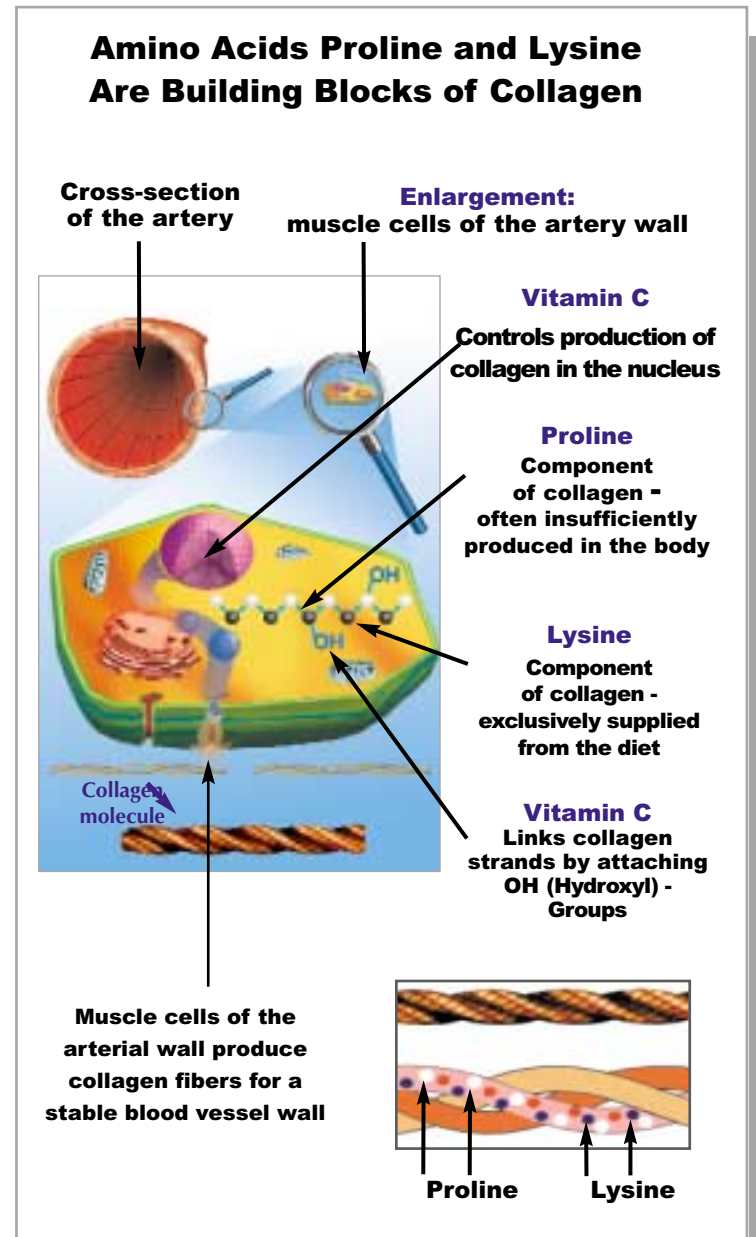 Amino Acids Proline and Lysine
Are Building Blocks of Collagen
Cross-section
of the artery
Enlargement:
muscle cells of the artery wall
Vitamin C
Controls production of
collagen in the nucleus
Proline
Component
of collagen -
often insufficiently
produced in the body
OH
OH
Lysine
Component
of collagen -
exclusively supplied
from the diet
Collagen
molecule
Vitamin C
Links collagen
strands by attaching
OH (Hydroxyl) -
Groups
Muscle cells of the
arterial wall produce
collagen fibers for a
stable blood vessel wall
Proline
Lysine